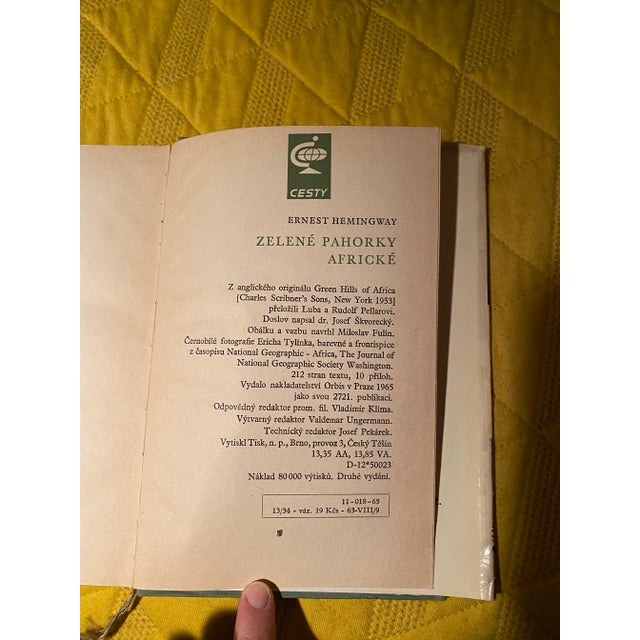 CESTY
ERNEST HEMINGWAY
ZELENÉ PAHORKY
AFRICKÉ
Z anglického originálu Green Hills of Africa
[Charles Scribner's Sons, New York 1953]
přeložili Luba a Rudolf Pellarovi.
Doslov napsal dr. Josef Škvorecký.
Obálku a vazbu navrhl Miloslav Fulín.
Černobílé fotografie Ericha Tylínka, barevné a frontispice
z časopisu National Geographic - Africa, The Journal of
National Geographic Society Washington.
212 stran textu, 10 příloh.
Vydalo nakladatelství Orbis v Praze 1965
jako svou 2721. publikaci.
Odpovědný redaktor prom. fil. Vladimír Klíma.
Výtvarný redaktor Valdemar Ungermann.
Technický redaktor Josef Pekárek.
Vytiskl Tisk, n. p., Brno, provoz 3, Český Těšín
13,35 AA, 13,85 VA.
D-12*50023
Náklad 80 000 výtisků. Druhé vydání.
11-018-65
13/34 - váz. 19 Kčs - 63-VIII/9